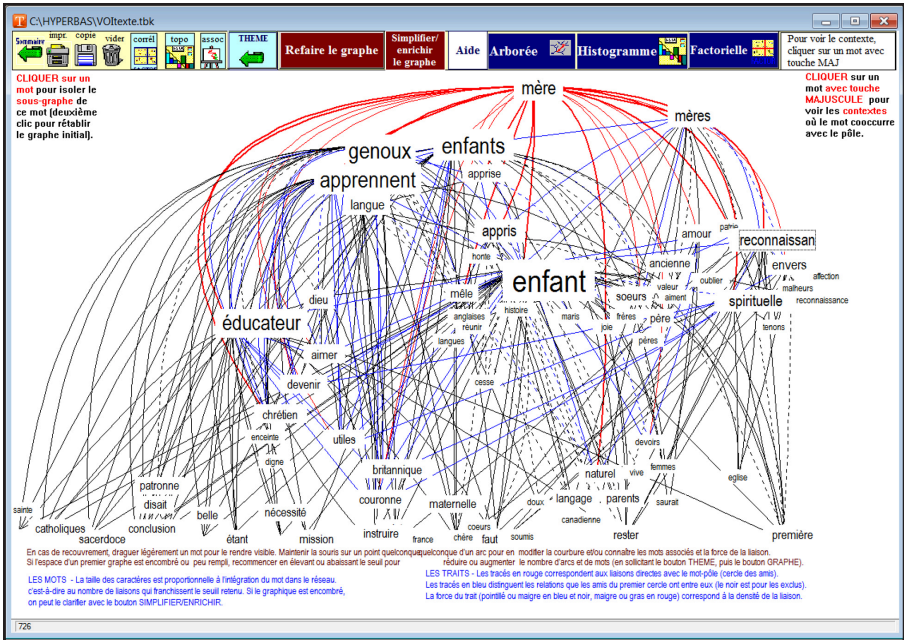 C:\HYPERBAS\VOItexte.tbk
Sommaire
impr.
copie
vider
corrél
topo
assoc
THEME
Refaire le graphe
Simplifier/
enrichir
le graphe
Aide
Arborée
Histogramme
Factorielle
Pour voir le contexte,
cliquer sur un mot avec
touche MAJ
CLIQUER sur un
mot pour isoler le
sous-graphe de
ce mot (deuxième
clic pour rétablir
le graphe initial).
CLIQUER sur un
mot avec touche
MAJUSCULE pour
voir les contextes
où le mot cooccurre
avec le pôle.
mère
mères
genoux
enfants
apprennent
apprise
langue
appris
amour
patrie
reconnaissan
honte
ancienne
envers
enfant
oublier
affection
malheurs
mêle
soeurs
valeur
aiment
spirituelle
reconnaissance
dieu
histoire
maris
frères
père
éducateur
anglaises
réunir
joie
tenons
langues
pères
aimer
devenir
cesse
chrétien
enceinte
utiles
devoirs
digne
britannique
naturel
vive
femmes
eglise
patronne
couronne
maternelle
doux
langage
parents
saurait
sainte
disait
belle
nécessité
canadienne
catholiques
conclusion
sacerdoce
étant
mission
instruire
france
chère
coeurs
faut
soumis
rester
première
En cas de recouvrement, draguer légérement un mot pour le rendre visible. Maintenir la souris sur un point quelconque
quelconque d'un arc pour en modifier la courbure et/ou connaître les mots associés et la force de la liaison.
Si l'espace d'un premier graphe est encombré ou peu rempli, recommencer en élevant ou abaissant le seuil pour
réduire ou augmenter le nombre d'arcs et de mots (en sollicitant le bouton THEME, puis le bouton GRAPHE).
LES MOTS - La taille des caractères est proportionelle à l'intégration du mot dans le réseau.
c'est-à-dire au nombre de liaisons qui franchissent le seuil retenu. Si le graphique est encombré,
on peut le clarifier avec le bouton SIMPLIFIER/ENRICHIR.
LES TRAITS - Les tracés en rouge correspondent aux liaisons directes avec le mot-pôle (cercle des amis).
Les tracés en bleu distinguent les relations que les amis du premier cercle ont entre eux (le noir est pour les exclus).
La force du trait (pointilé ou maigre en bleu et noir, maigre ou gras en rouge) correspond à la densité de la liaison.
726